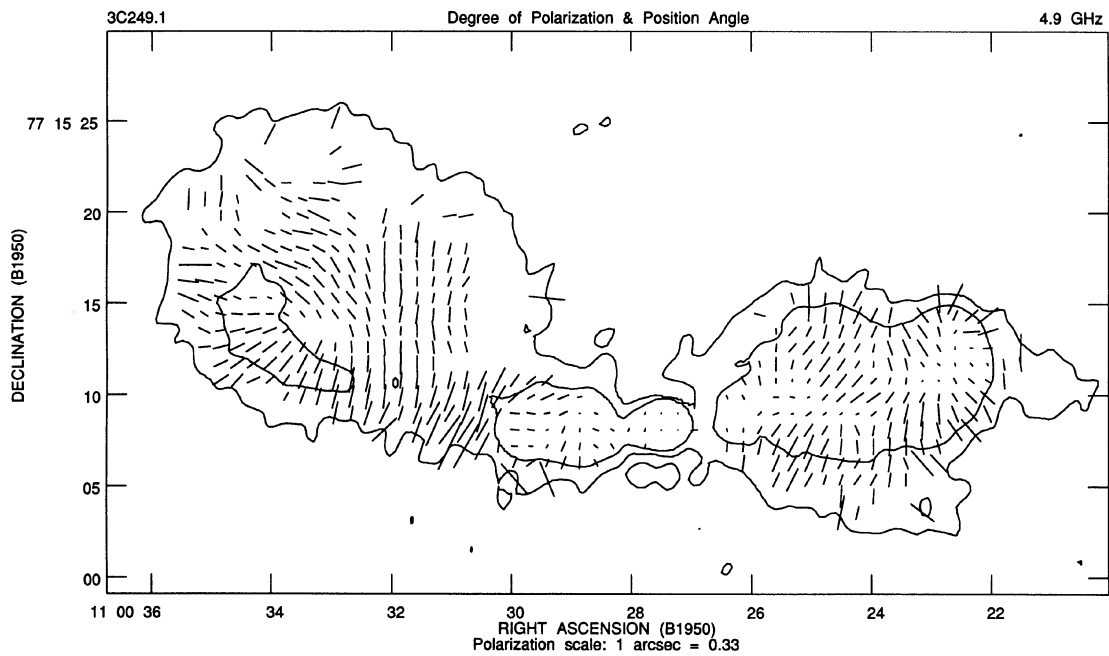 3C249.1 Degree of Polarization & Position Angle 4.9 GHz
77 15 25
20
15
10
05
00
DECLINATION (B1950)
11 00 36 34 32 30 28 26 24 22
RIGHT ASCENSION (B1950)
Polarization scale: 1 arcsec = 0.33